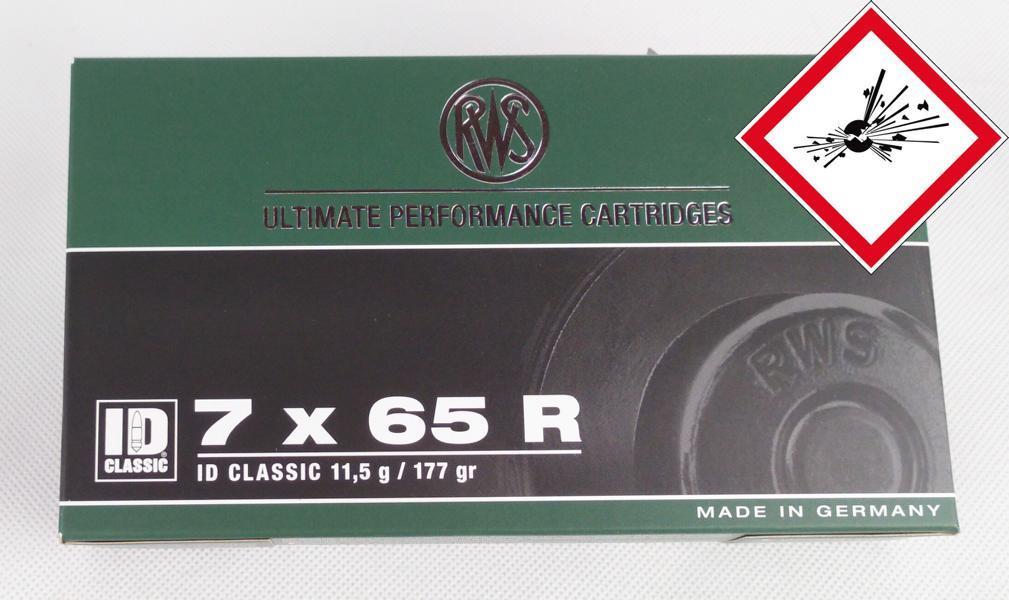 RWS
ULTIMATE PERFORMANCE CARTRIDGES
RWS
ID
CLASSIC
7 x 65 R
ID CLASSIC 11,5 g / 177 gr
MADE IN GERMANY